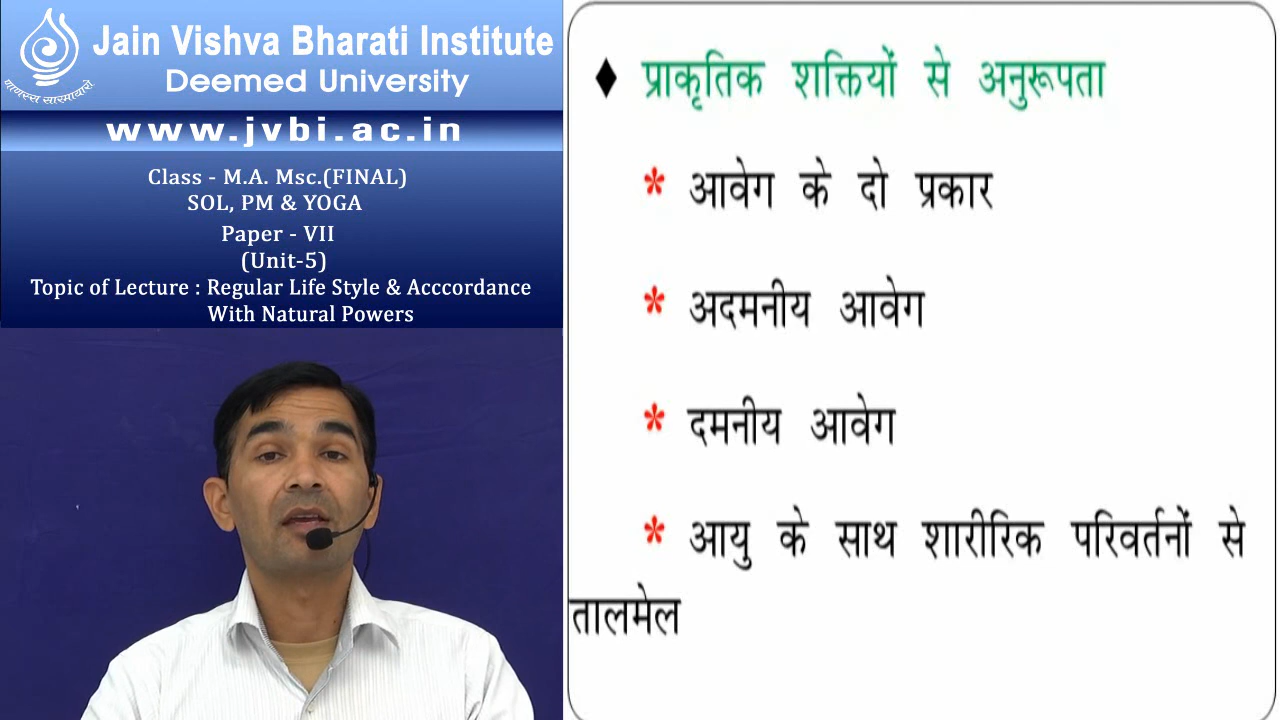 Jain Vishva Bharati Institute
Deemed University
www.jvbi.ac.in
Class - M.A. Msc.(FINAL)
SOL, PM & YOGA
Paper - VII
(Unit-5)
Topic of Lecture : Regular Life Style & Acccordance
With Natural Powers
♦ प्राकृतिक शक्तियों से अनुरूपता
* आवेग के दो प्रकार
* अदमनीय आवेग
* दमनीय आवेग
* आयु के साथ शारीरिक परिवर्तनों से
तालमेल